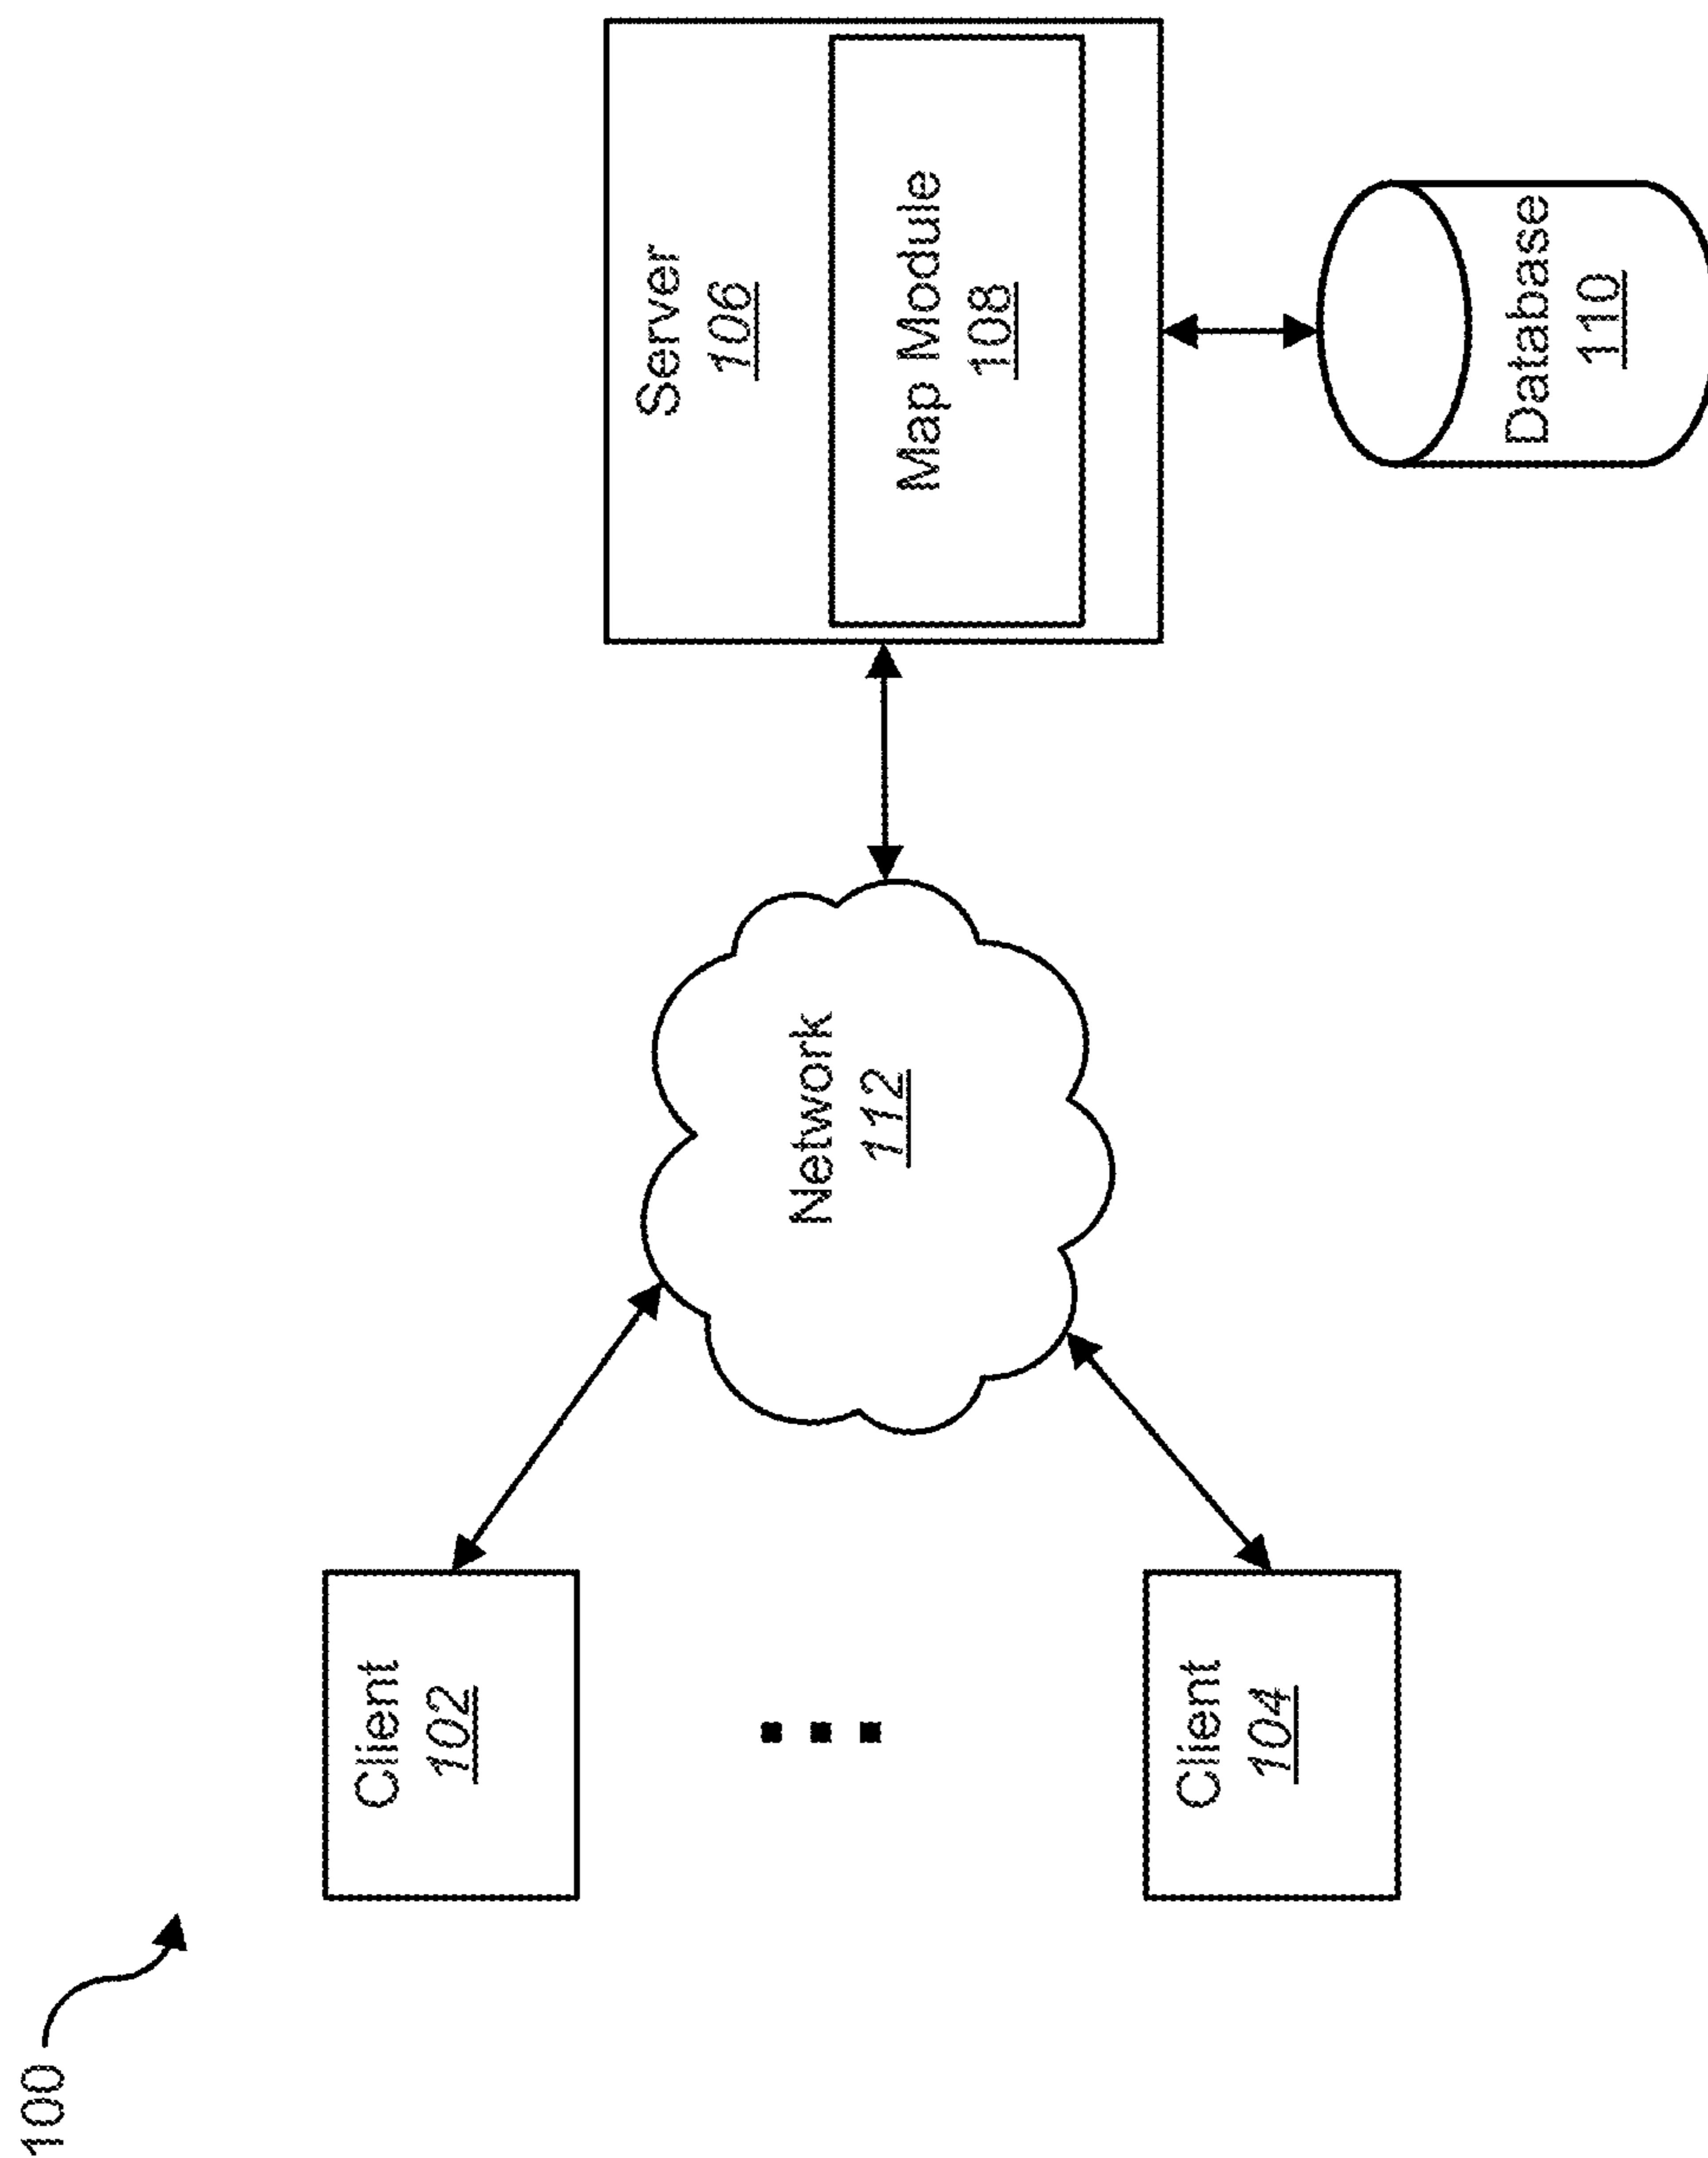 100
Client
102
Client
104
Network
112
Server
106
Map Module
108
Database
110